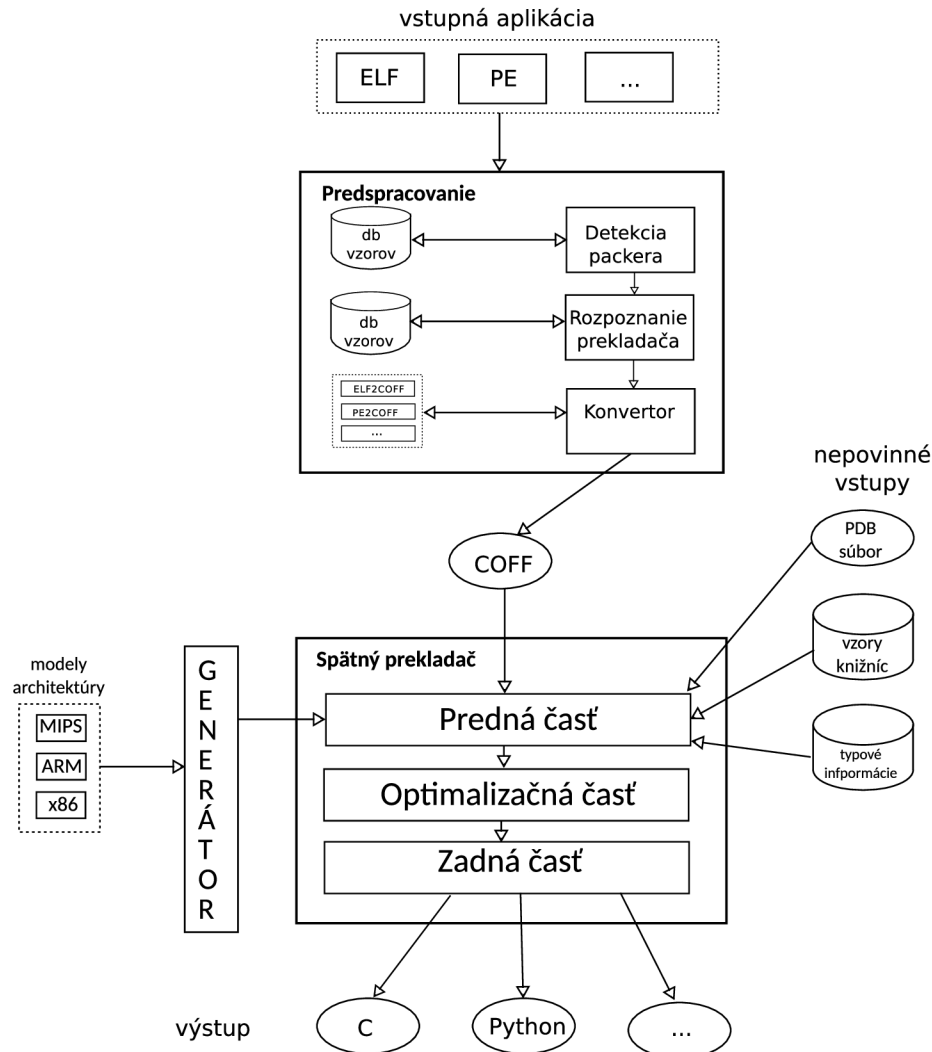 vstupná aplikácia
ELF
PE
...
Predspracovanie
db
vzorov
Detekcia
packera
db
vzorov
Rozpoznanie
prekladača
ELF2COFF
PE2COFF
...
Konvertor
nepovinné
vstupy
PDB
súbor
COFF
vzory
knižníc
typové
infpormácie
modely
architektúry
MIPS
ARM
x86
G
E
N
E
R
Á
T
O
R
Spätný prekladač
Predná časť
Optimalizačná časť
Zadná časť
výstup
C
Python
...